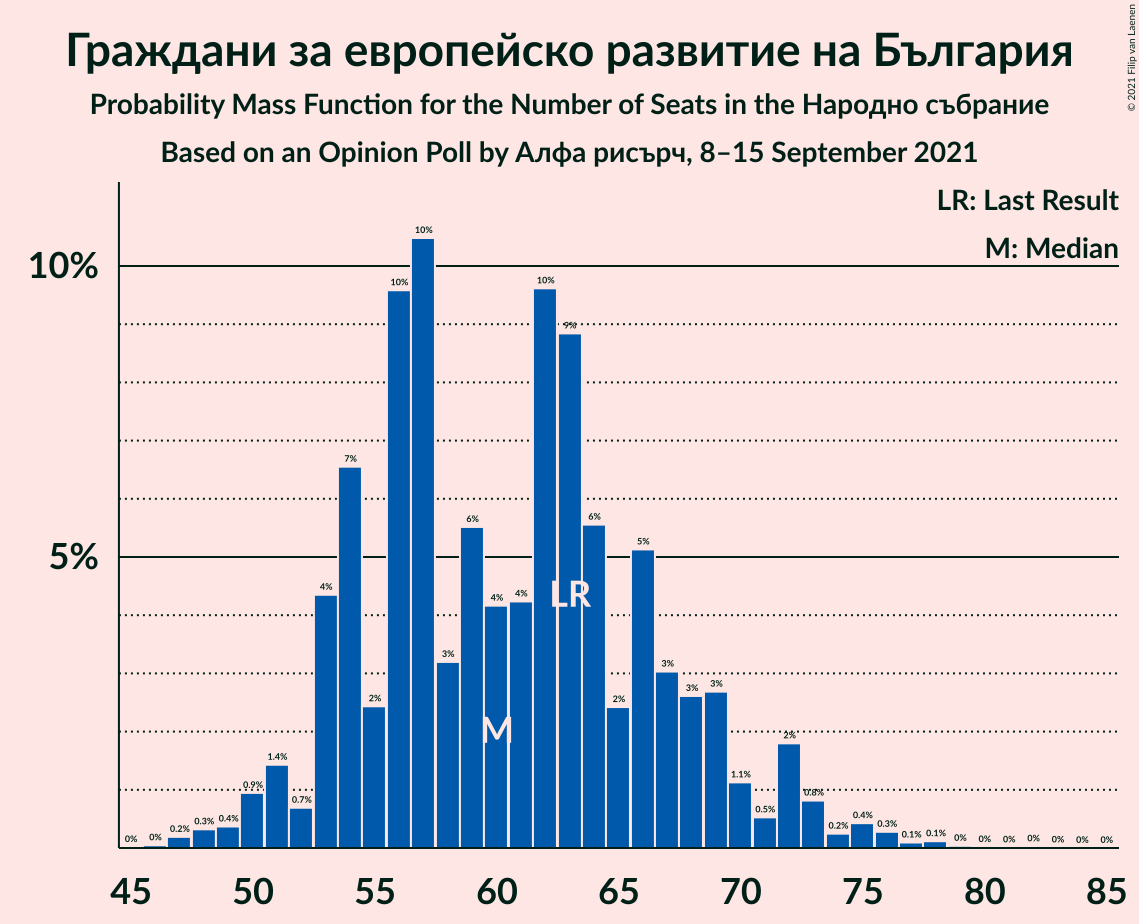 Граждани за европейско развитие на България
Probability Mass Function for the Number of Seats in the Народно събрание
Based on an Opinion Poll by Алфа рисърч, 8–15 September 2021
© 2021 Filip van Laenen
LR: Last Result
M: Median
10%
5%
0% 0% 0.2% 0.3% 0.4% 0.9% 1.4% 0.7% 4% 7% 2% 10% 10% 3% 6% 4% 4% 10% 9% 6% 2% 5% 3% 3% 3% 1.1% 0.5% 2% 0.8% 0.2% 0.4% 0.3% 0.1% 0.1% 0% 0% 0% 0% 0% 0% 0%
LR
M
45 50 55 60 65 70 75 80 85